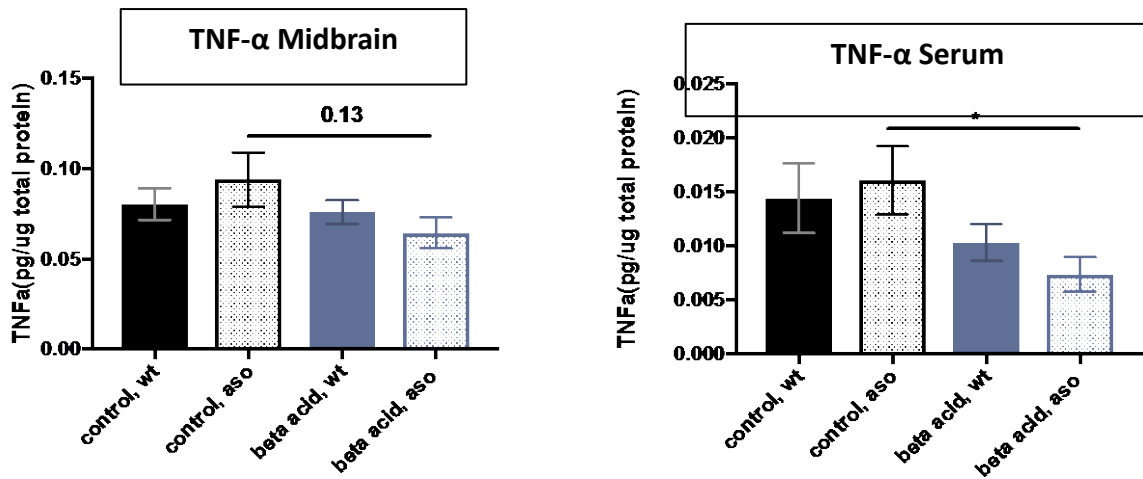 TNF-α Midbrain
TNFa(pg/ug total protein)
0.15
0.10
0.05
0.00
0.13
control, wt
control, aso
beta acid, wt
beta acid, aso
TNF-α Serum
TNFa(pg/ug total protein)
0.025
0.020
0.015
0.010
0.005
0.000
*
control, wt
control, aso
beta acid, wt
beta acid, aso